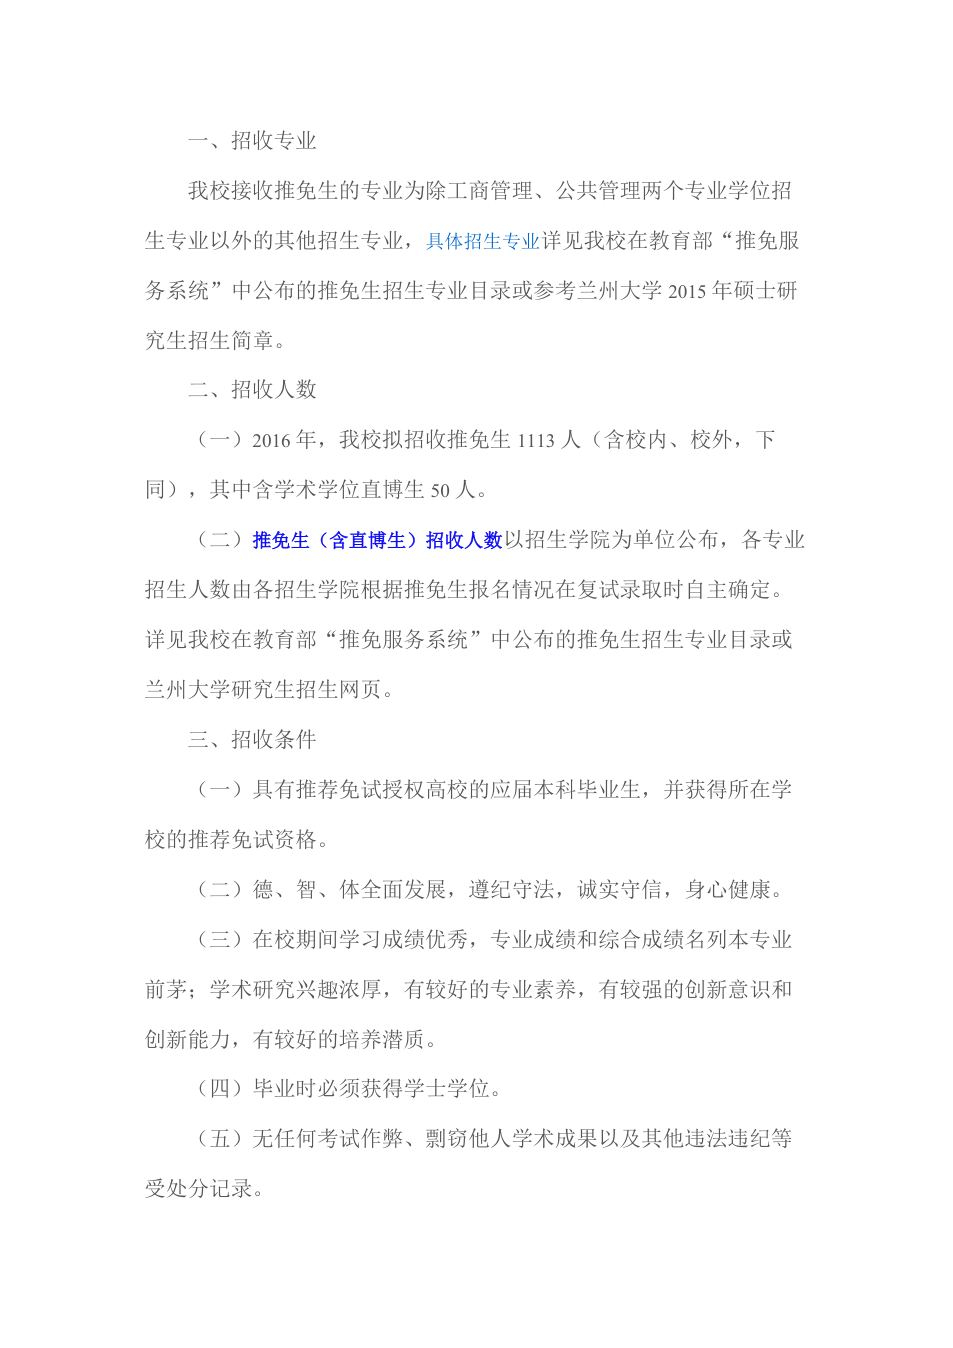 一、招收专业
我校接收推免生的专业为除工商管理、公共管理两个专业学位招
生专业以外的其他招生专业，具体招生专业详见我校在教育部“推免服
务系统”中公布的推免生招生专业目录或参考兰州大学 2015 年硕士研
究生招生简章。
二、招收人数
（一）2016 年，我校拟招收推免生 1113 人（含校内、校外，下
同），其中含学术学位直博生 50 人。
（二）推免生（含直博生）招收人数以招生学院为单位公布，各专业
招生人数由各招生学院根据推免生报名情况在复试录取时自主确定。
详见我校在教育部“推免服务系统”中公布的推免生招生专业目录或
兰州大学研究生招生网页。
三、招收条件
（一）具有推荐免试授权高校的应届本科毕业生，并获得所在学
校的推荐免试资格。
（二）德、智、体全面发展，遵纪守法，诚实守信，身心健康。
（三）在校期间学习成绩优秀，专业成绩和综合成绩名列本专业
前茅；学术研究兴趣浓厚，有较好的专业素养，有较强的创新意识和
创新能力，有较好的培养潜质。
（四）毕业时必须获得学士学位。
（五）无任何考试作弊、剽窃他人学术成果以及其他违法违纪等
受处分记录。